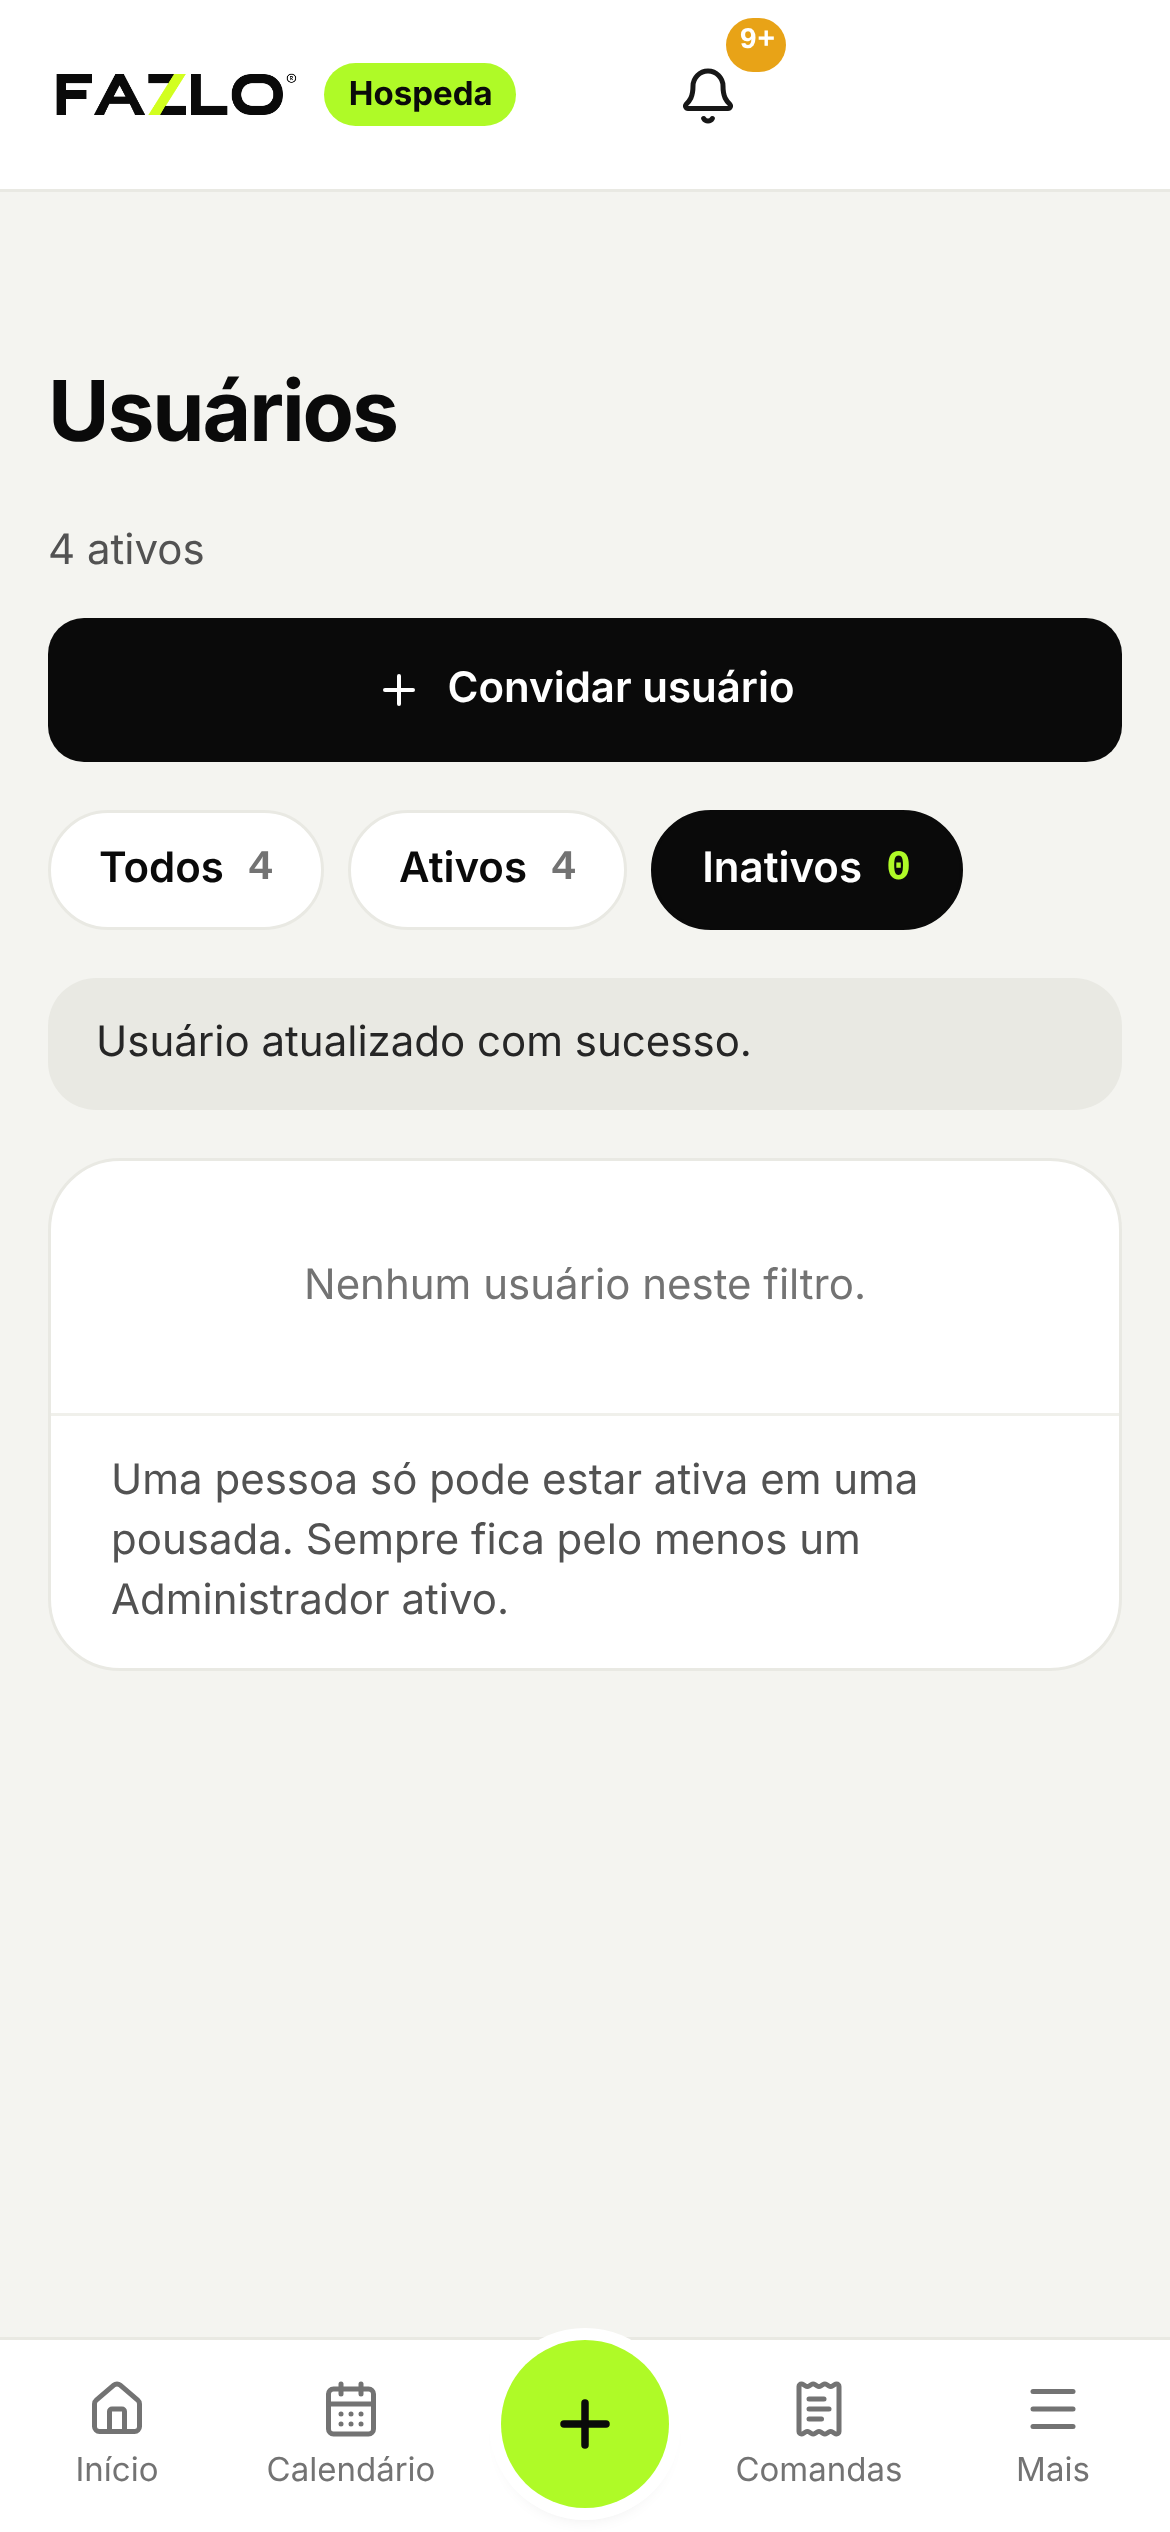 FAZLO®
Hospeda
9+
Usuários
4 ativos
Convidar usuário
Todos 4
Ativos 4
Inativos 0
Usuário atualizado com sucesso.
Nenhum usuário neste filtro.
Uma pessoa só pode estar ativa em uma
pousada. Sempre fica pelo menos um
Administrador ativo.
Início
Calendário
Comandas
Mais